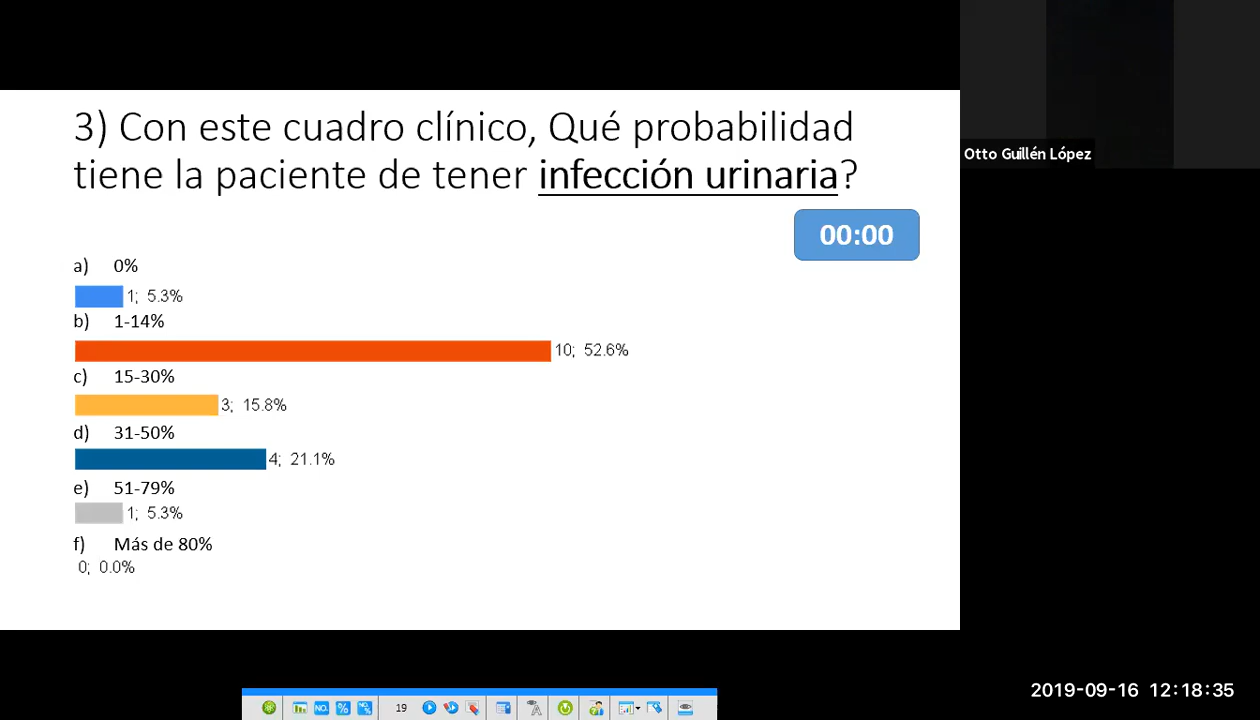 3) Con este cuadro clínico, Qué probabilidad
tiene la paciente de tener infección urinaria?
Otto Guillén López
00:00
a) 0%
1; 5.3%
b) 1-14%
10; 52.6%
c) 15-30%
3; 15.8%
d) 31-50%
4; 21.1%
e) 51-79%
1; 5.3%
f) Más de 80%
0; 0.0%
2019-09-16 12:18:35
NO. % NO. % 19